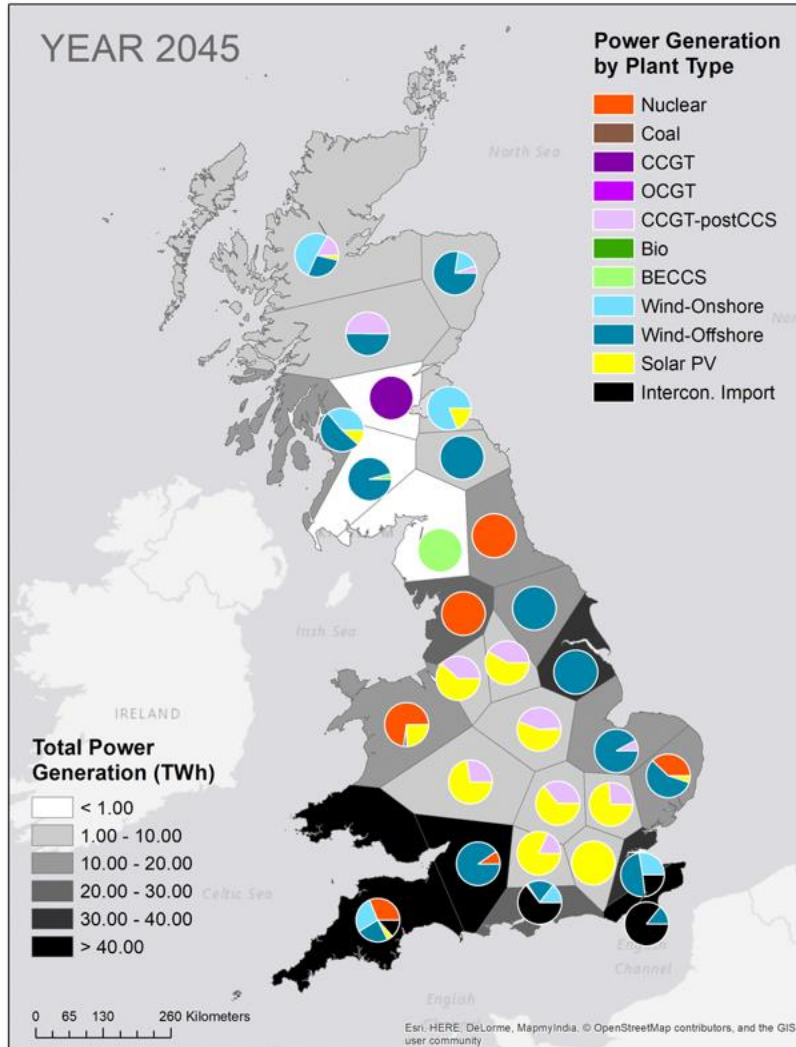 YEAR 2045
Power Generation
by Plant Type
Nuclear
Coal
CCGT
OCGT
CCGT-postCCS
Bio
BECCS
Wind-Onshore
Wind-Offshore
Solar PV
Intercon. Import
North Sea
Irish Sea
IRELAND
Total Power
Generation (TWh)
< 1.00
1.00 - 10.00
10.00 - 20.00
20.00 - 30.00
30.00 - 40.00
> 40.00
Celtic Sea
English
Channel
English
0 65 130 260 Kilometers
Esri, HERE, DeLorme, MapmyIndia, © OpenStreetMap contributors, and the GIS
user community